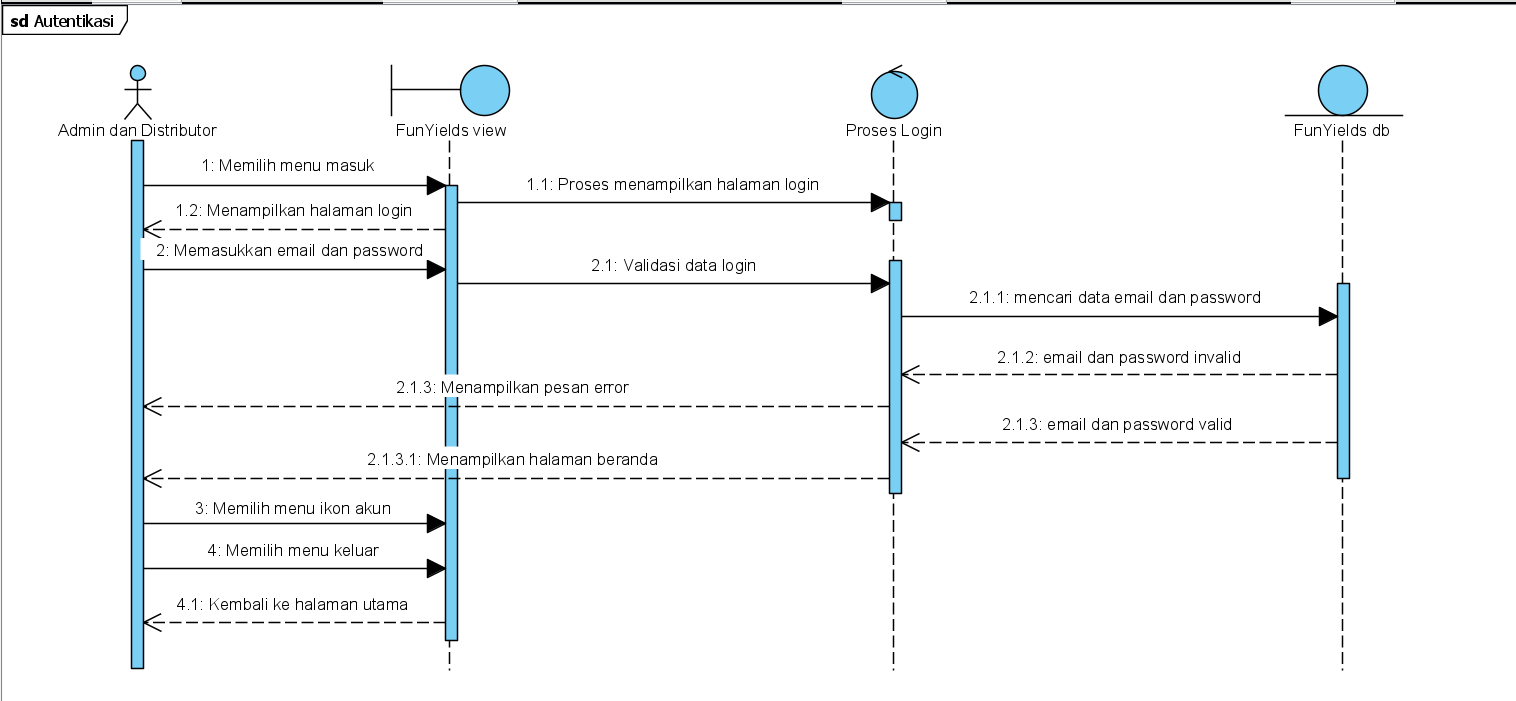 sd Autentikasi
Admin dan Distributor
FunYields view
Proses Login
FunYields db
1: Memilih menu masuk
1.1: Proses menampilkan halaman login
1.2: Menampilkan halaman login
2: Memasukkan email dan password
2.1: Validasi data login
2.1.1: mencari data email dan password
2.1.2: email dan password invalid
2.1.3: Menampilkan pesan error
2.1.3: email dan password valid
2.1.3.1: Menampilkan halaman beranda
3: Memilih menu ikon akun
4: Memilih menu keluar
4.1: Kembali ke halaman utama